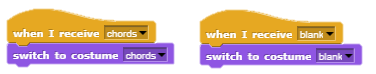 when I receive chords
switch to costume chords
when I receive blank
switch to costume blank